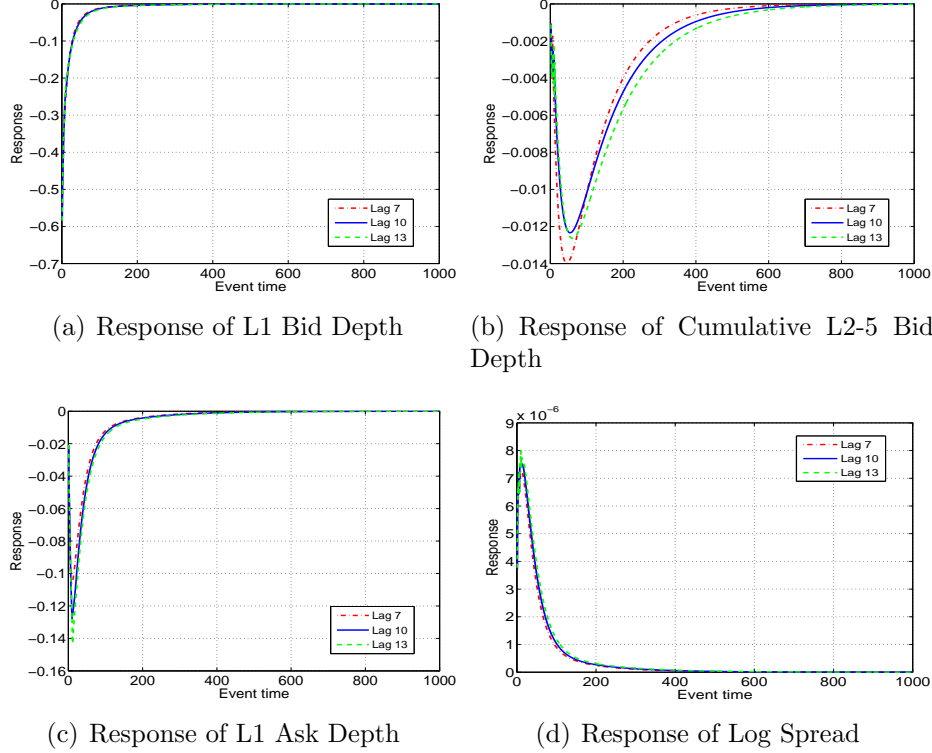 0
−0.1
−0.2
−0.3
−0.4
−0.5
−0.6
−0.7
Response
0 200 400 600 800 1000
Event time
Lag 7
Lag 10
Lag 13
(a) Response of L1 Bid Depth
0
−0.002
−0.004
−0.006
−0.008
−0.01
−0.012
−0.014
Response
0 200 400 600 800 1000
Event time
Lag 7
Lag 10
Lag 13
(b) Response of Cumulative L2-5 Bid
Depth
0
−0.02
−0.04
−0.06
−0.08
−0.1
−0.12
−0.14
−0.16
Response
0 200 400 600 800 1000
Event time
Lag 7
Lag 10
Lag 13
(c) Response of L1 Ask Depth
x 10⁻⁶
9
8
7
6
5
4
3
2
1
0
Response
0 200 400 600 800 1000
Event time
Lag 7
Lag 10
Lag 13
(d) Response of Log Spread